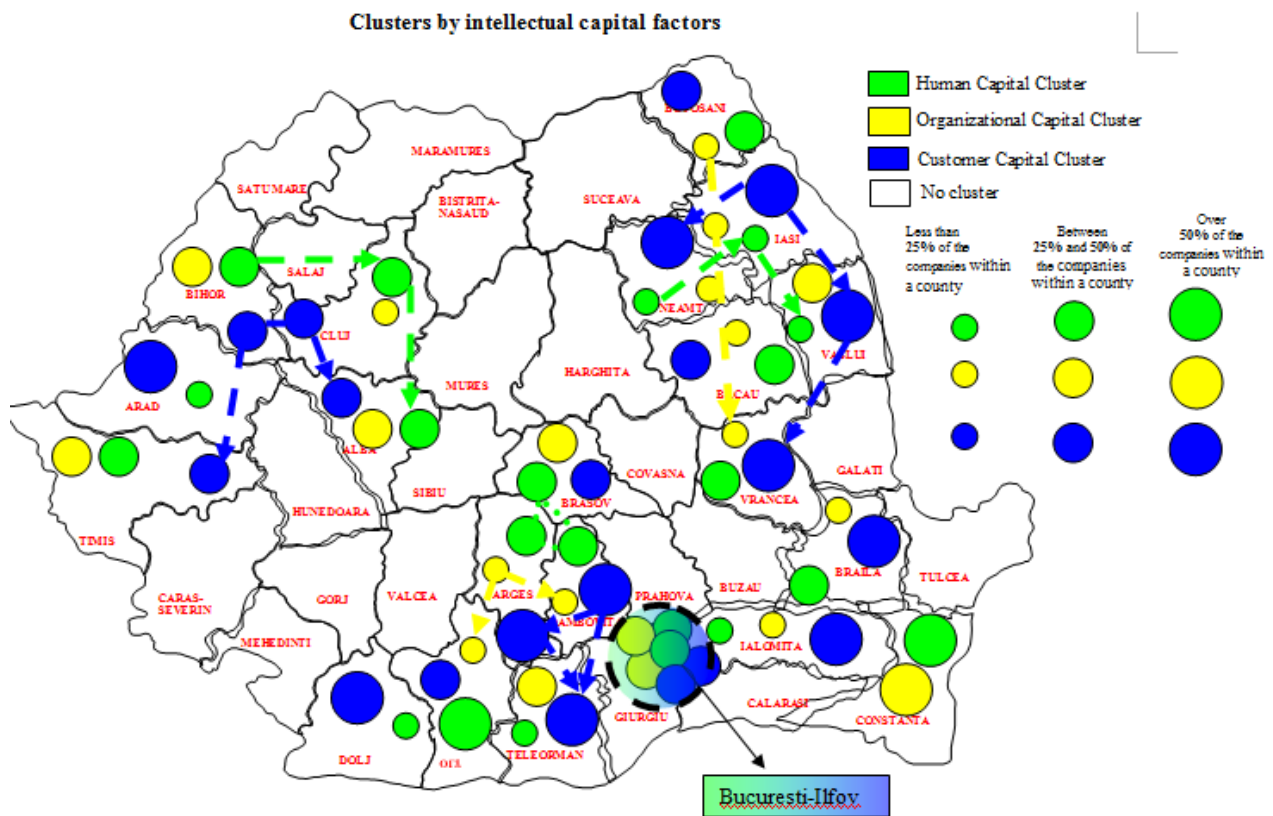 Clusters by intellectual capital factors
Human Capital Cluster
Organizational Capital Cluster
Customer Capital Cluster
No cluster
Less than
25% of the
companies within
a county
Between
25% and 50% of
the companies
within a county
Over
50% of the
companies within
a county
MARAMURES
SATUMARE
BISTRITA-
NASAUD
SUCEAVA
IASI
SALAJ
BIHOR
CLUJ
NEAMT
VASLUI
ARAD
MURES
HARGHITA
BACAU
ALBA
SIBIU
BRASOV
COVASNA
VRANCEA
GALATI
HUNEDOARA
TIMIS
CARAS-
SEVERIN
GORJ
VALCEA
ARGES
PRAHOVA
BUZAU
BRAILA
TULCEA
MEHEDINTI
IALOMITA
GIURGIU
CALARASI
CONSTANTA
DOLJ
TELEORMAN
Bucuresti-Ilfov